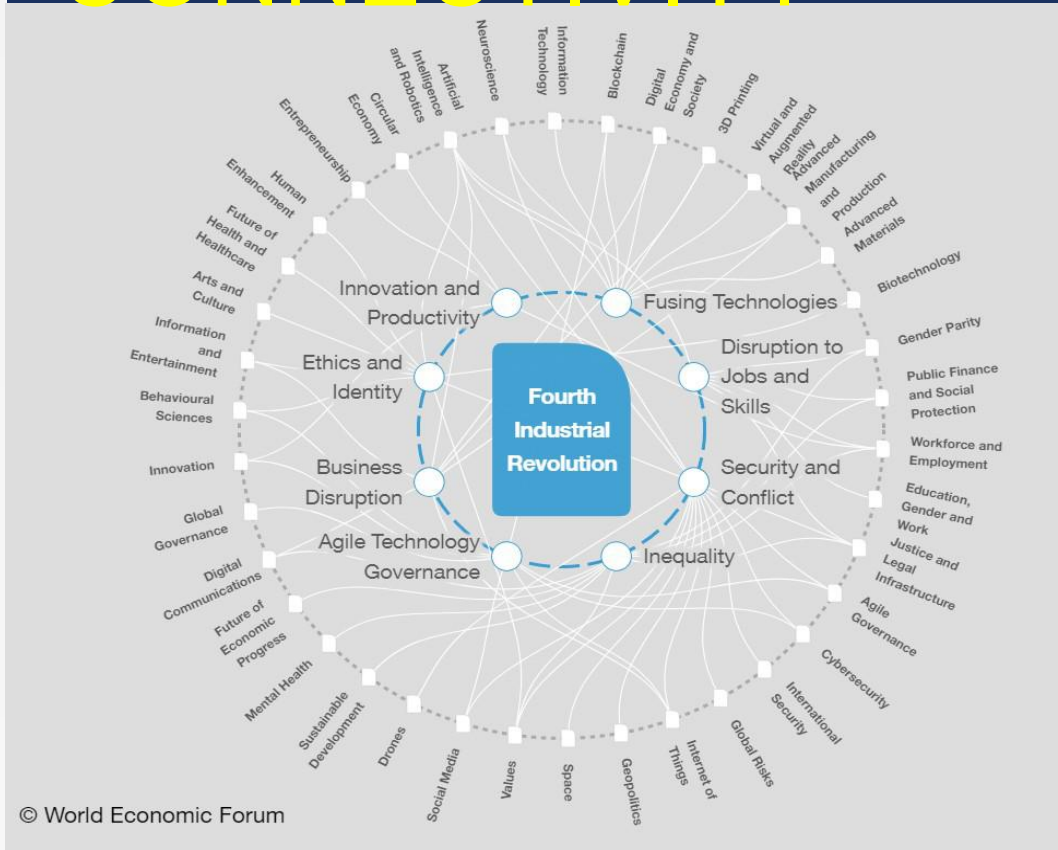 CONNECTIVITY
Neuroscience
Information
Technology
Blockchain
Digital
Economy and
Society
3D Printing
Virtual and
Augmented
Reality
Advanced
Manufacturing
and
Production
Advanced
Materials
Biotechnology
Gender Parity
Public Finance
and Social
Protection
Workforce and
Employment
Education,
Gender and
Work
Justice and
Legal
Infrastructure
Agile
Governance
Cybersecurity
International
Security
Global Risks
Internet of
Things
Geopolitics
Space
Values
Social Media
Drones
Sustainable
Development
Mental Health
Future of
Economic
Progress
Digital
Communications
Global
Governance
Innovation
Behavioural
Sciences
Information
and
Entertainment
Arts and
Culture
Future of
Health and
Healthcare
Human
Enhancement
Entrepreneurship
Circular
Economy
Artificial
Intelligence
and Robotics
Innovation and
Productivity
Fusing Technologies
Ethics and
Identity
Disruption to
Jobs and
Skills
Fourth
Industrial
Revolution
Business
Disruption
Security and
Conflict
Agile Technology
Governance
Inequality
© World Economic Forum